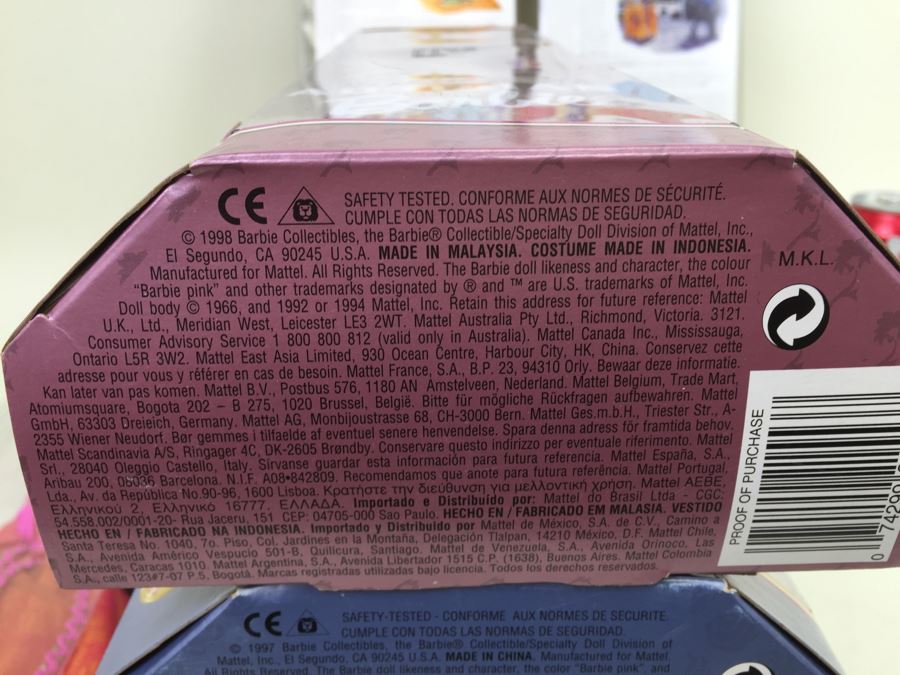 CE SAFETY TESTED. CONFORME AUX NORMES DE SÉCURITÉ.
CUMPLE CON TODAS LAS NORMAS DE SEGURIDAD.
© 1998 Barbie Collectibles, the Barbie® Collectible/Specialty Doll Division of Mattel, Inc.,
El Segundo, CA 90245 U.S.A. MADE IN MALAYSIA. COSTUME MADE IN INDONESIA.
Manufactured for Mattel. All Rights Reserved. The Barbie doll likeness and character, the colour
"Barbie pink" and other trademarks designated by ® and ™ are U.S. trademarks of Mattel, Inc.
Doll body © 1966, and 1992 or 1994 Mattel, Inc. Retain this address for future reference: Mattel
U.K., Ltd., Meridian West, Leicester LE3 2WT. Mattel Australia Pty Ltd., Richmond, Victoria. 3121.
Consumer Advisory Service 1 800 800 812 (valid only in Australia). Mattel Canada Inc., Mississauga,
Ontario L5R 3W2. Mattel East Asia Limited, 930 Ocean Centre, Harbour City, HK, China. Conservez cette
adresse pour vous y référer en cas de besoin. Mattel France, S.A., B.P. 23, 94310 Orly. Bewaar deze informatie.
Kan later van pas komen. Mattel B.V., Postbus 576, 1180 AN Amstelveen, Nederland. Mattel Belgium, Trade Mart,
Atomiumsquare, Bogota 202 – B 275, 1020 Brussel, België. Bitte für mögliche Rückfragen aufbewahren. Mattel
GmbH, 63303 Dreieich, Germany. Mattel AG, Monbijoustrasse 68, CH-3000 Bern. Mattel Ges.m.b.H., Triester Str., A-
2355 Wiener Neudorf. Bør gemmes i tilfælde af eventuel senere henvendelse. Spara denna adress för framtida behov.
Mattel Scandinavia A/S, Ringager 4C, DK-2605 Brøndby. Conservare questo indirizzo per eventuale riferimento. Mattel
Srl., 28040 Oleggio Castello, Italy. Sírvanse guardar esta información para futura referencia. Mattel España, S.A.,
Aribau 200, 08036 Barcelona. N.I.F. A08•842809. Recomendamos que anote para futura referência. Mattel Portugal,
Lda., Av. da República No.90-96, 1600 Lisboa. Κρατήστε την διεύθυνση για μελλοντική χρήση. Mattel AEBE,
Ελληνικού 2, Ελληνικό 16777, ΕΛΛΑΔΑ. Importado e Distribuido por: Mattel do Brasil Ltda - CGC:
54.558.002/0001-20- Rua Jaceru, 151 CEP: 04705-000 Sao Paulo. HECHO EN / FABRICADO EM MALASIA. VESTIDO
HECHO EN / FABRICADO NA INDONESIA. Importado y Distribuido por Mattel de México, S.A. de C.V., Camino a
Santa Teresa No. 1040, 7o. Piso, Col. Jardines en la Montaña, Delegación Tlalpan, 14210 México, D.F. Mattel Chile,
S.A., Avenida Américo Vespucio 501-B, Quilicura, Santiago. Mattel de Venezuela, S.A., Avenida Orinoco, Las
Mercedes, Caracas 1010. Mattel Argentina, S.A., Avenida Libertador 1515 C.P. (1638), Buenos Aires. Mattel Colombia
S.A., calle 123#7-07 P.5, Bogotá. Marcas registradas utilizadas bajo licencia. Todos los derechos reservados.
M.K.L.
PROOF OF PURCHASE
0 74290
CE SAFETY-TESTED - CONFORME AUX NORMES DE SECURITE.
CUMPLE CON TODAS LAS NORMAS DE SEGURIDAD.
© 1997 Barbie Collectibles, the Barbie® Collectible/Specialty Doll Division of
Mattel, Inc., El Segundo, CA 90245 U.S.A. MADE IN CHINA. Manufactured for Mattel.
All Rights Reserved. The Barbie doll likeness and character, the color "Barbie pink", and